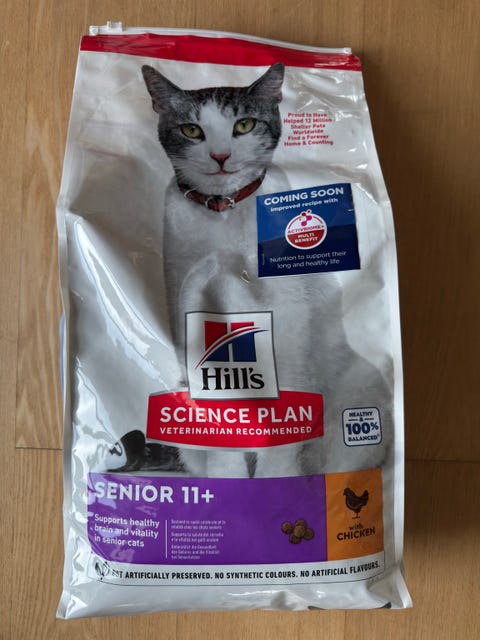 Proud to Have
Helped 12 Million
Shelter Pets
Worldwide
Find a Forever
Home & Counting
COMING SOON
improved recipe with
ACTIVBIOME+
MULTI
BENEFIT
Nutrition to support their
long and healthy life
Hill's
SCIENCE PLAN
VETERINARIAN RECOMMENDED
HEALTHY &
100%
BALANCED
SENIOR 11+
Supports healthy
brain and vitality
in senior cats
with
CHICKEN
NOT ARTIFICIALLY PRESERVED. NO SYNTHETIC COLOURS. NO ARTIFICIAL FLAVOURS.